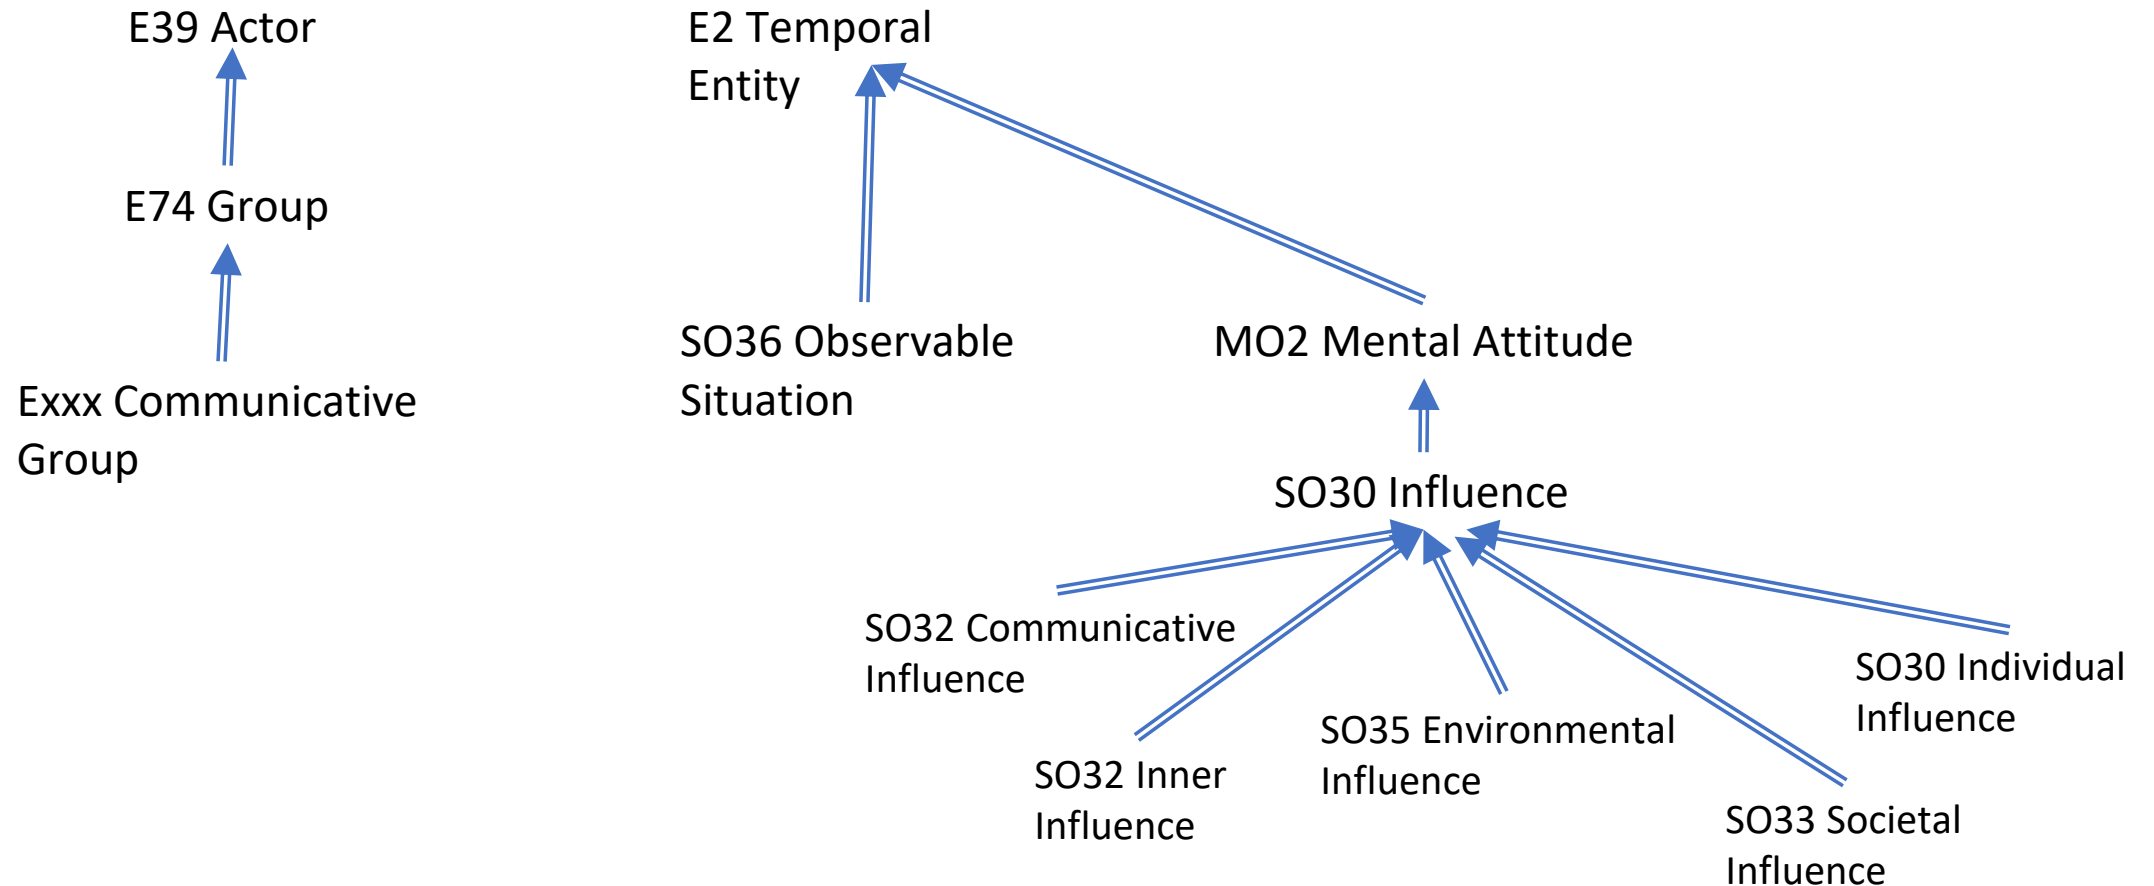 E39 Actor
E2 Temporal
Entity
E74 Group
SO36 Observable
Situation
MO2 Mental Attitude
Exxx Communicative
Group
SO30 Influence
SO32 Communicative
Influence
SO30 Individual
Influence
SO35 Environmental
Influence
SO32 Inner
Influence
SO33 Societal
Influence